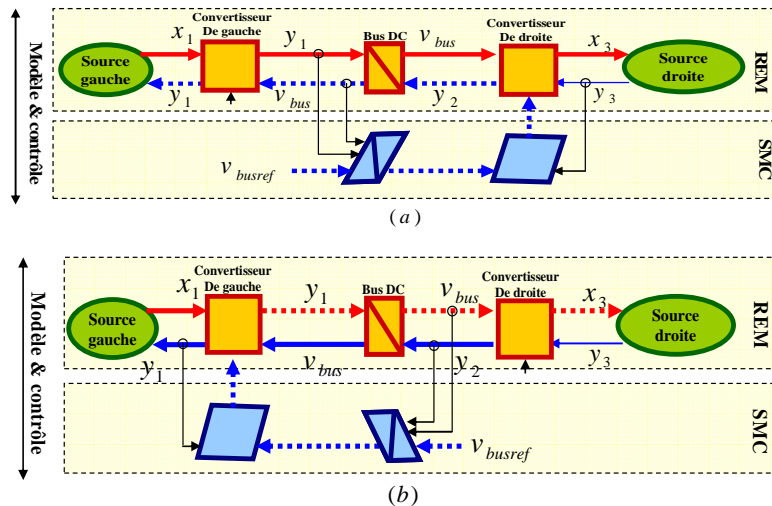 Modèle & contrôle
Convertisseur
De gauche
Convertisseur
De droite
x1 y1 Bus DC vbus x3
Source
gauche
Source
droite
y1 vbus y2 y3
REM
vbusref
SMC
(a)
Modèle & contrôle
Convertisseur
De gauche
Convertisseur
De droite
x1 y1 Bus DC vbus x3
Source
gauche
Source
droite
y1 vbus y2 y3
REM
vbusref
SMC
(b)